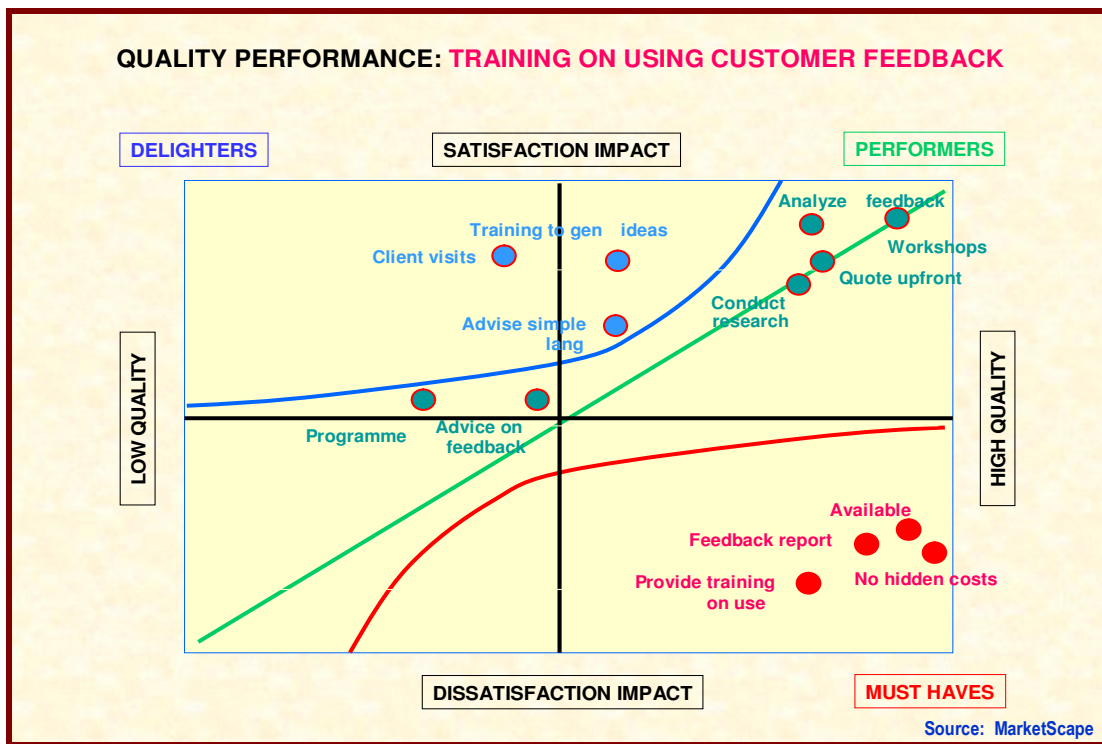 QUALITY PERFORMANCE: TRAINING ON USING CUSTOMER FEEDBACK
DELIGHTERS
SATISFACTION IMPACT
PERFORMERS
Analyze feedback
Training to gen ideas
Client visits
Workshops
Quote upfront
Conduct
research
Advise simple
lang
LOW QUALITY
HIGH QUALITY
Programme
Advice on
feedback
Available
Feedback report
No hidden costs
Provide training
on use
DISSATISFACTION IMPACT
MUST HAVES
Source: MarketScape